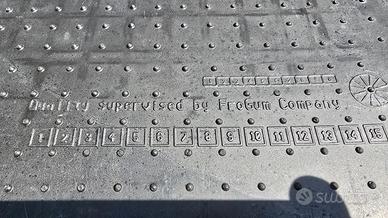 Quality supervised by FroGum Company
1 2 3 4 5 6 7 8 9 10 11 12 13 14 15
subito